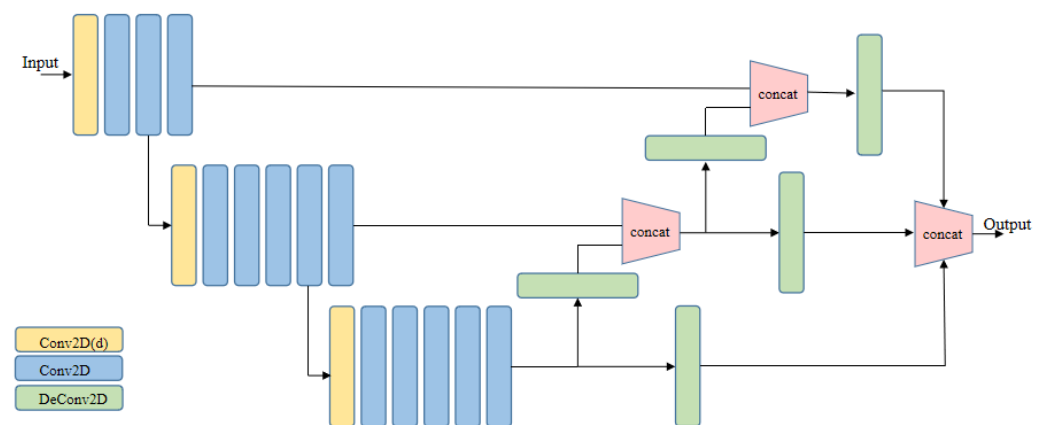 Input
concat
concat
concat
Output
Conv2D(d)
Conv2D
DeConv2D